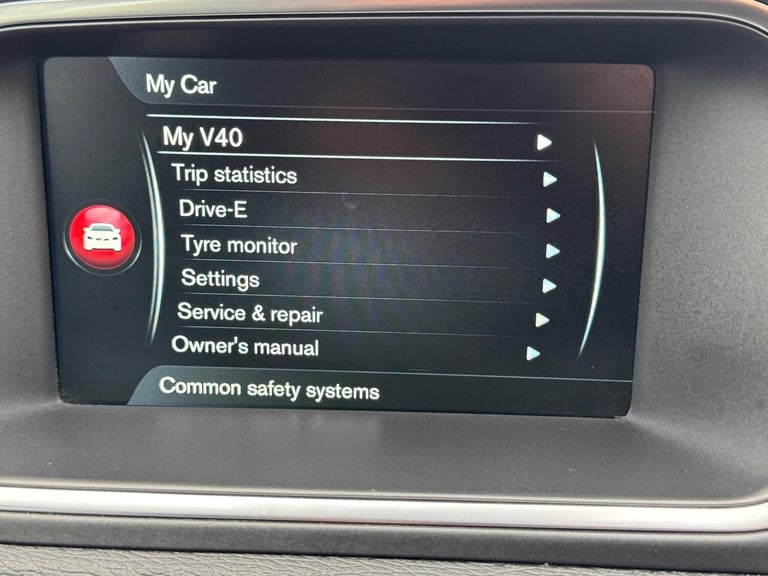 My Car
My V40
Trip statistics
Drive-E
Tyre monitor
Settings
Service & repair
Owner's manual
Common safety systems